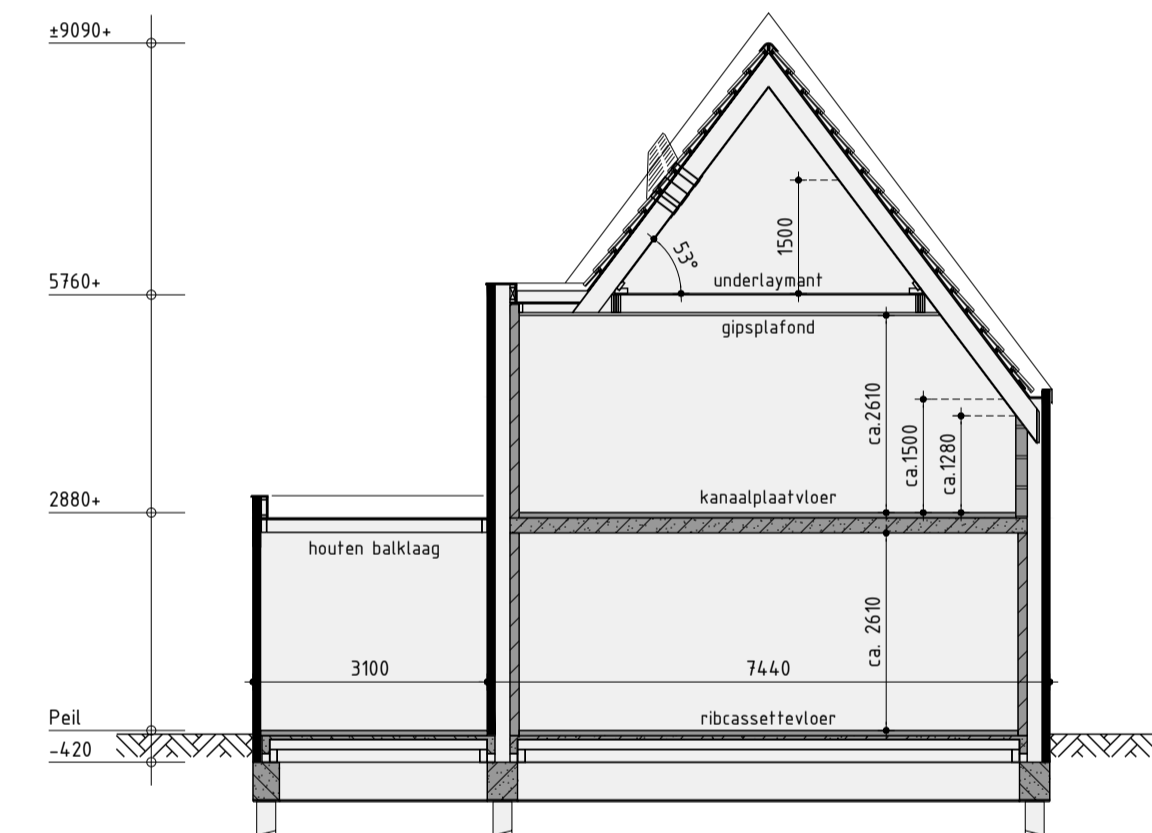 ±9090+
53°
1500
5760+
underlaymant
gipsplafond
ca.2610
ca.1500
ca.1280
2880+
kanaalplaatvloer
houten balklaag
ca. 2610
3100
7440
Peil
ribcassettevloer
-420